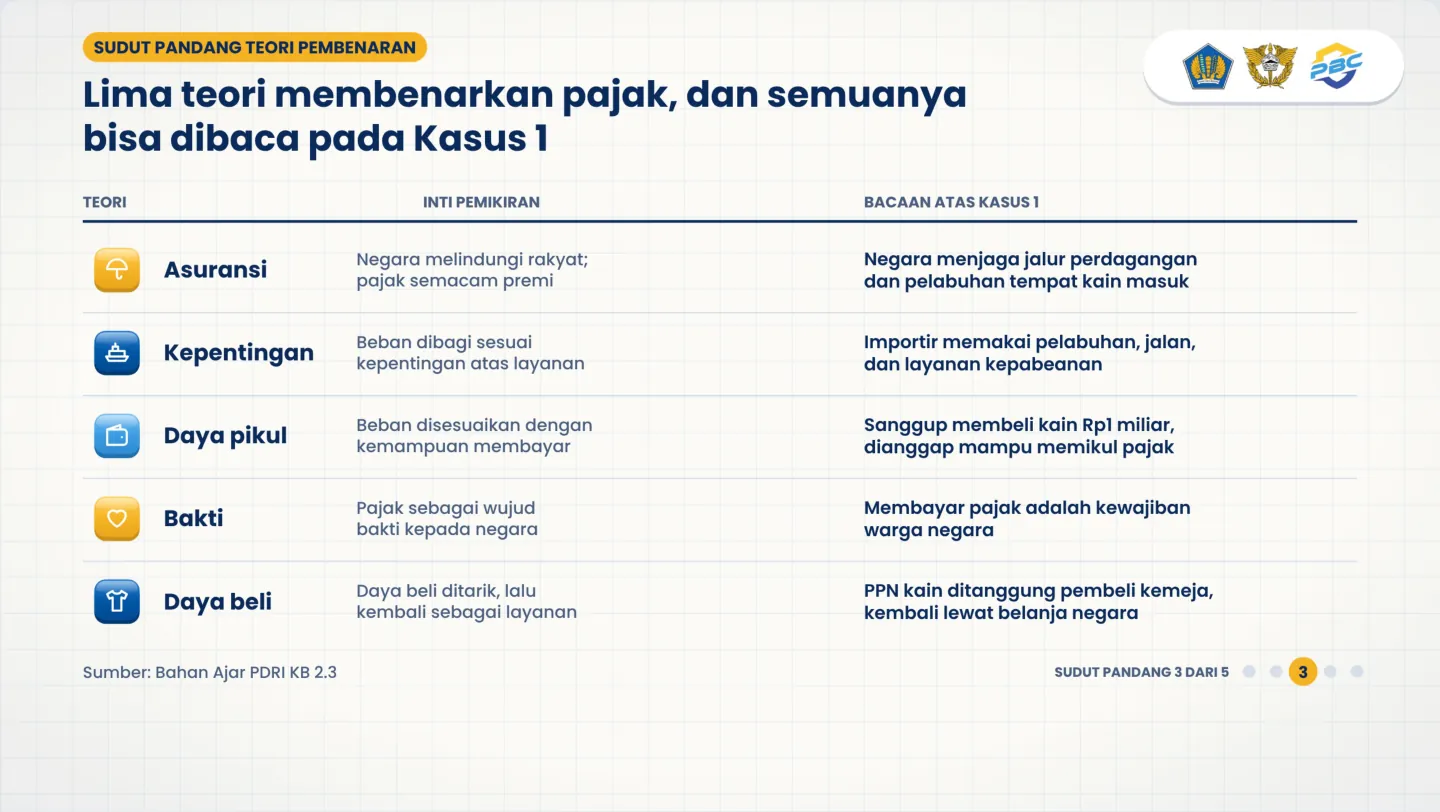 SUDUT PANDANG TEORI PEMBENARAN
Lima teori membenarkan pajak, dan semuanya
bisa dibaca pada Kasus 1
PBC
TEORI
INTI PEMIKIRAN
BACAAN ATAS KASUS 1
Asuransi
Negara melindungi rakyat;
pajak semacam premi
Negara menjaga jalur perdagangan
dan pelabuhan tempat kain masuk
Kepentingan
Beban dibagi sesuai
kepentingan atas layanan
Importir memakai pelabuhan, jalan,
dan layanan kepabeanan
Daya pikul
Beban disesuaikan dengan
kemampuan membayar
Sanggup membeli kain Rp1 miliar,
dianggap mampu memikul pajak
Bakti
Pajak sebagai wujud
bakti kepada negara
Membayar pajak adalah kewajiban
warga negara
Daya beli
Daya beli ditarik, lalu
kembali sebagai layanan
PPN kain ditanggung pembeli kemeja,
kembali lewat belanja negara
Sumber: Bahan Ajar PDRI KB 2.3
SUDUT PANDANG 3 DARI 5
3